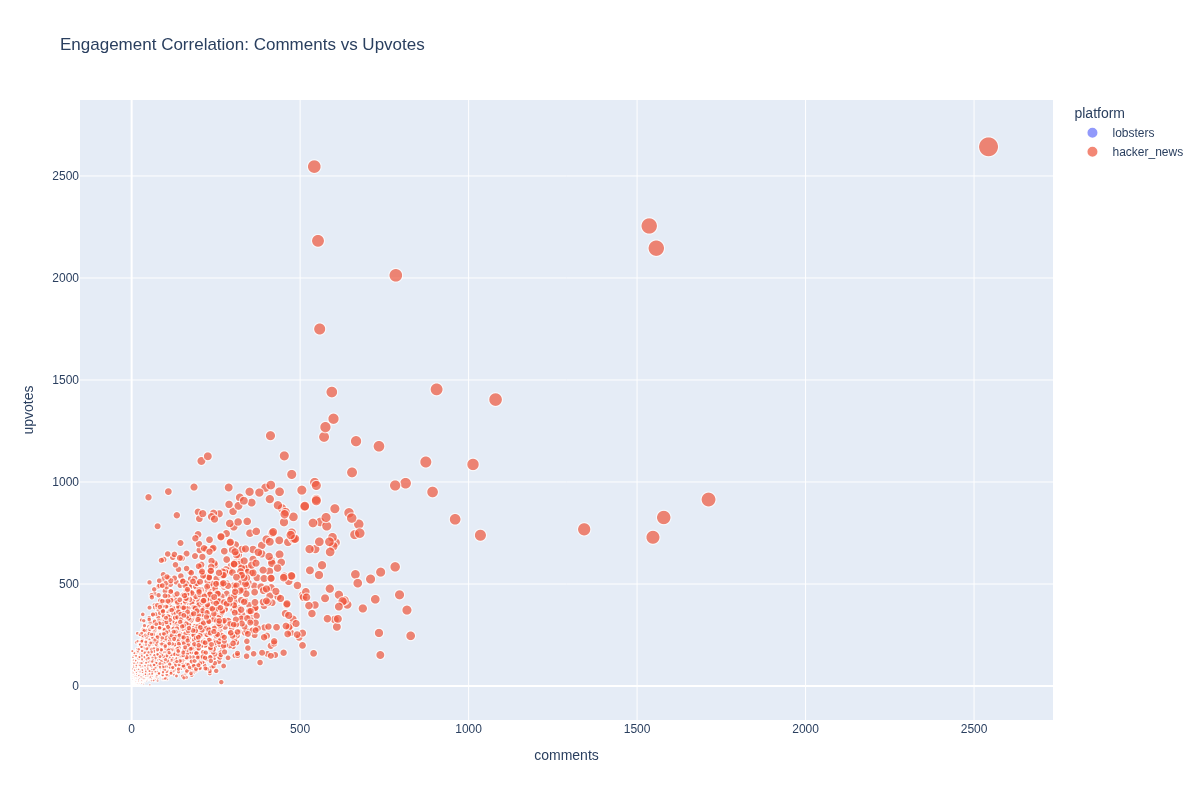 Engagement Correlation: Comments vs Upvotes
platform
lobsters
hacker_news
upvotes
2500
2000
1500
1000
500
0
0 500 1000 1500 2000 2500
comments